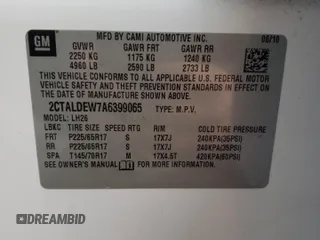 GM
MFD BY CAMI AUTOMOTIVE INC. 06/10
GVWR GAWR FRT GAWR RR
2250 KG 1175 KG 1240 KG
4960 LB 2590 LB 2733 LB
THIS VEHICLE CONFORMS TO ALL APPLICABLE U.S. FEDERAL MOTOR VEHICLE SAFETY, BUMPER, AND THEFT PREVENTION STANDARDS IN EFFECT ON THE DATE OF MANUFACTURE SHOWN ABOVE.
2CTALDEW7A6399065 TYPE: M.P.V.
MODEL: LH26
LBKC TIRE SIZE SPEED RTG RIM COLD TIRE PRESSURE
FRT P225/65R17 S 17X7J 240KPA(35PSI)
RR P225/65R17 S 17X7J 240KPA(35PSI)
SPA T145/70R17 M 17X4.5T 420KPA(60PSI)
SEE OWNER'S MANUAL FOR ADDITIONAL INFORMATION
DREAMBID